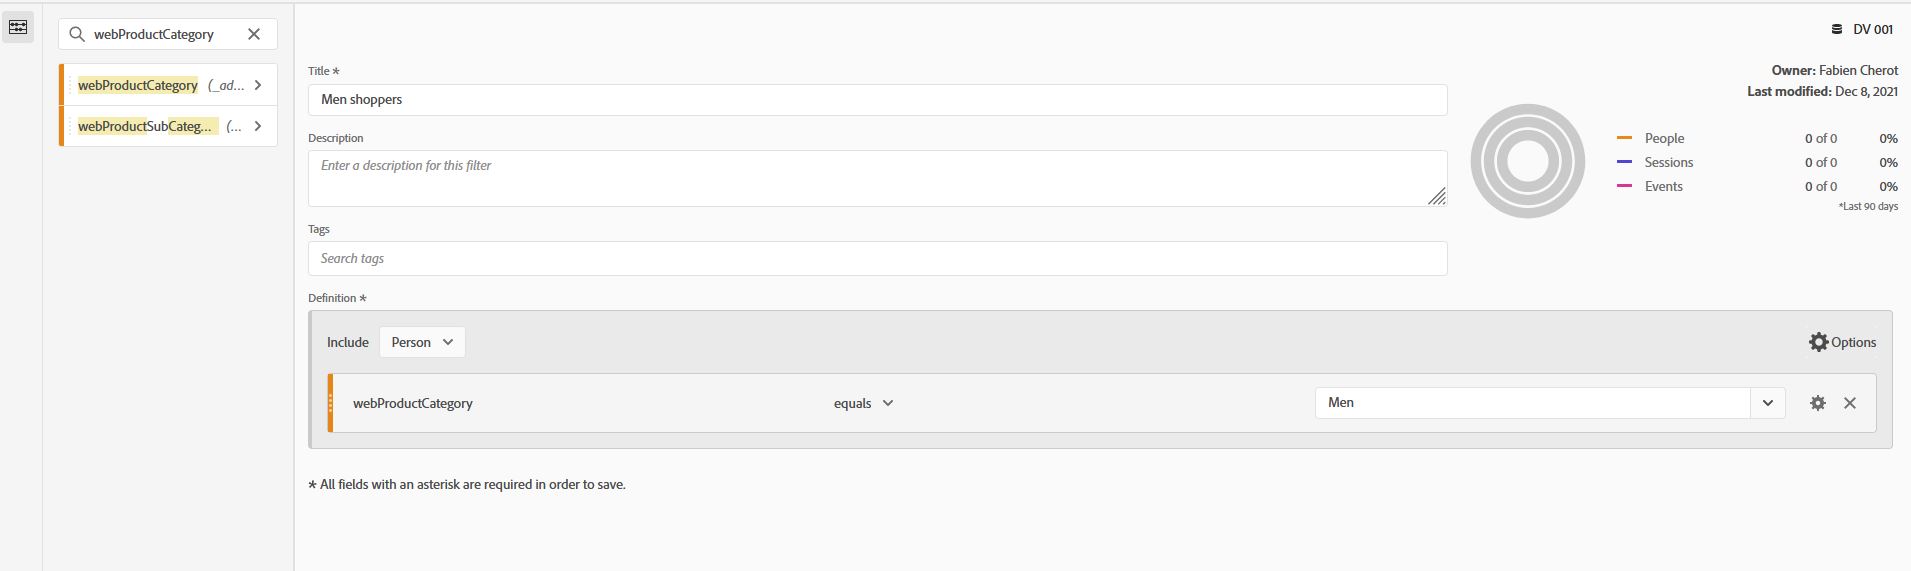 webProductCategory
webProductCategory (_ad...
webProductSubCateg... (...
DV 001
Title *
Men shoppers
Owner: Fabien Cherot
Last modified: Dec 8, 2021
Description
Enter a description for this filter
People 0 of 0 0%
Sessions 0 of 0 0%
Events 0 of 0 0%
*Last 90 days
Tags
Search tags
Definition *
Include Person Options
webProductCategory equals Men
* All fields with an asterisk are required in order to save.